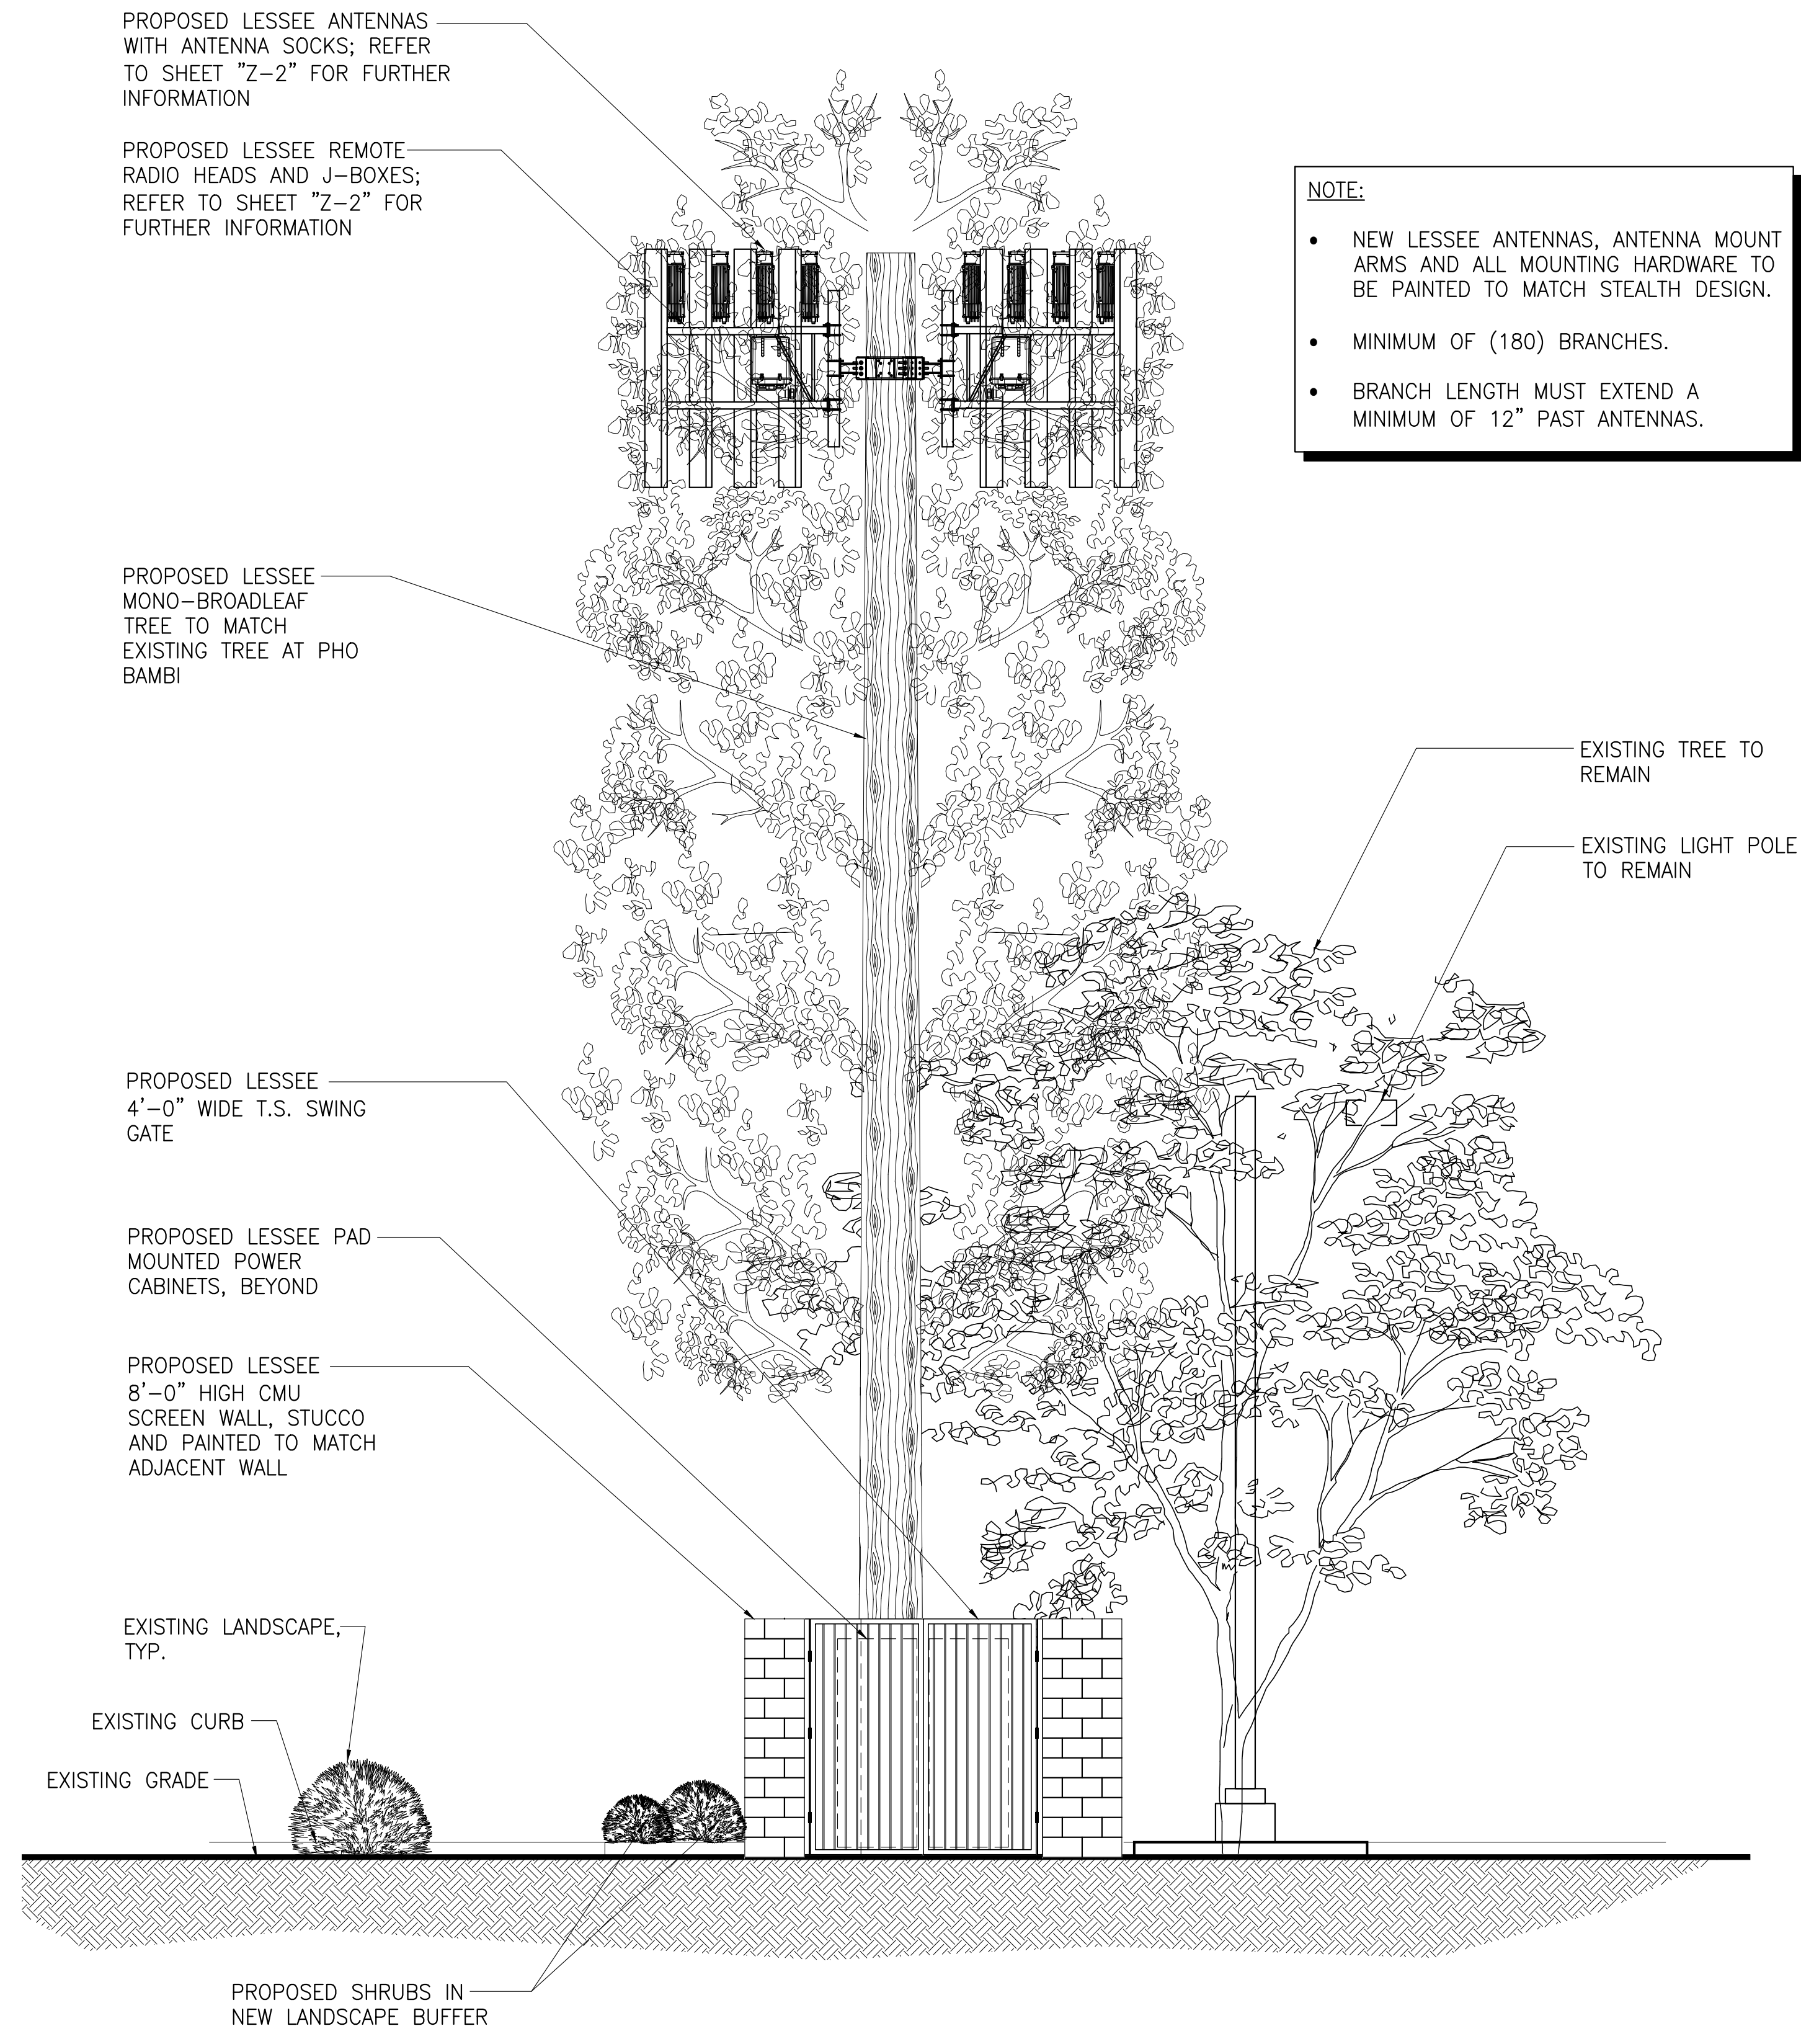 PROPOSED LESSEE ANTENNAS
WITH ANTENNA SOCKS; REFER
TO SHEET "Z-2" FOR FURTHER
INFORMATION
PROPOSED LESSEE REMOTE
RADIO HEADS AND J-BOXES;
REFER TO SHEET "Z-2" FOR
FURTHER INFORMATION
NOTE:
• NEW LESSEE ANTENNAS, ANTENNA MOUNT
ARMS AND ALL MOUNTING HARDWARE TO
BE PAINTED TO MATCH STEALTH DESIGN.
• MINIMUM OF (180) BRANCHES.
• BRANCH LENGTH MUST EXTEND A
MINIMUM OF 12" PAST ANTENNAS.
PROPOSED LESSEE
MONO-BROADLEAF
TREE TO MATCH
EXISTING TREE AT PHO
BAMBI
EXISTING TREE TO
REMAIN
EXISTING LIGHT POLE
TO REMAIN
PROPOSED LESSEE
4'-0" WIDE T.S. SWING
GATE
PROPOSED LESSEE PAD
MOUNTED POWER
CABINETS, BEYOND
PROPOSED LESSEE
8'-0" HIGH CMU
SCREEN WALL, STUCCO
AND PAINTED TO MATCH
ADJACENT WALL
EXISTING LANDSCAPE,
TYP.
EXISTING CURB
EXISTING GRADE
PROPOSED SHRUBS IN
NEW LANDSCAPE BUFFER